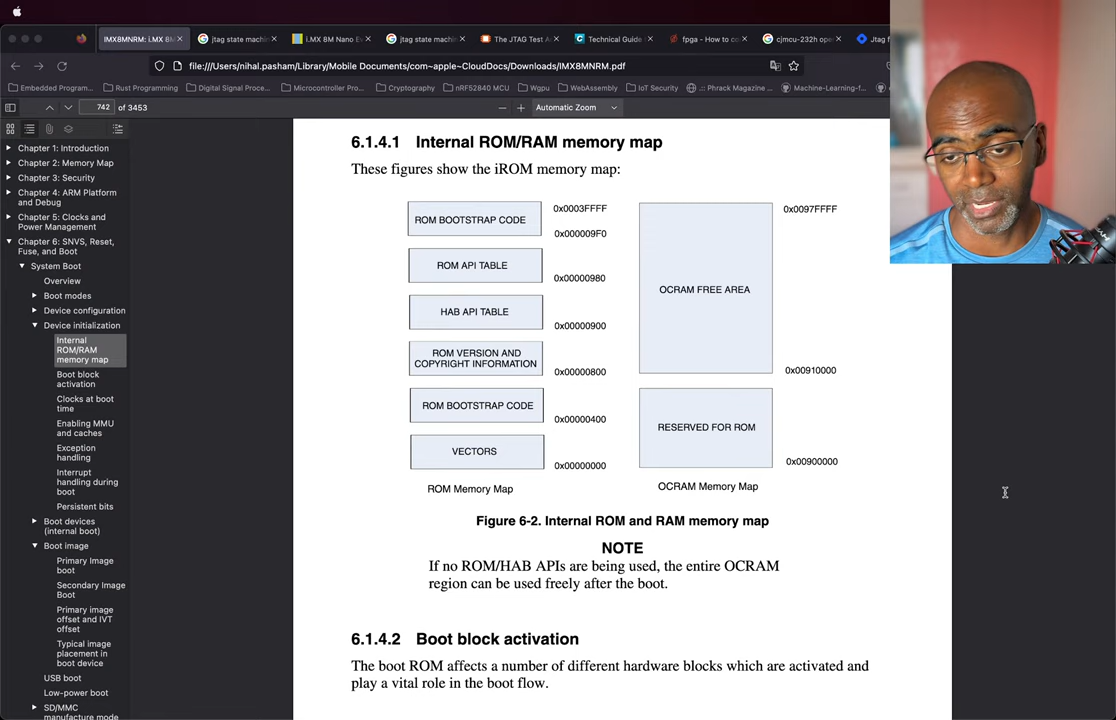 IMX8MNRM: i.MX 8M
jtag state machi
i.MX 8M Nano Ev
jtag state machi
The JTAG Test A
Technical Guide
fpga - How to co
cjmcu-232h ope
Jtag f
file:///Users/nihal.pasham/Library/Mobile Documents/com~apple~CloudDocs/Downloads/IMX8MNRM.pdf
Embedded Program...
Rust Programming
Digital Signal Proce...
Microcontroller Pro...
Cryptography
nRF52840 MCU
Wgpu
WebAssembly
IoT Security
.:: Phrack Magazine ...
Machine-Learning-f...
742 of 3453
Automatic Zoom
Chapter 1: Introduction
Chapter 2: Memory Map
Chapter 3: Security
Chapter 4: ARM Platform
and Debug
Chapter 5: Clocks and
Power Management
Chapter 6: SNVS, Reset,
Fuse, and Boot
System Boot
Overview
Boot modes
Device configuration
Device initialization
Internal
ROM/RAM
memory map
Boot block
activation
Clocks at boot
time
Enabling MMU
and caches
Exception
handling
Interrupt
handling during
boot
Persistent bits
Boot devices
(internal boot)
Boot image
Primary Image
boot
Secondary Image
Boot
Primary image
offset and IVT
offset
Typical image
placement in
boot device
USB boot
Low-power boot
SD/MMC
manufacture mode
6.1.4.1 Internal ROM/RAM memory map
These figures show the iROM memory map:
ROM BOOTSTRAP CODE
0x0003FFFF
0x000009F0
ROM API TABLE
0x00000980
HAB API TABLE
0x00000900
ROM VERSION AND
COPYRIGHT INFORMATION
0x00000800
ROM BOOTSTRAP CODE
0x00000400
VECTORS
0x00000000
ROM Memory Map
0x0097FFFF
OCRAM FREE AREA
0x00910000
RESERVED FOR ROM
0x00900000
OCRAM Memory Map
Figure 6-2. Internal ROM and RAM memory map
NOTE
If no ROM/HAB APIs are being used, the entire OCRAM
region can be used freely after the boot.
6.1.4.2 Boot block activation
The boot ROM affects a number of different hardware blocks which are activated and
play a vital role in the boot flow.